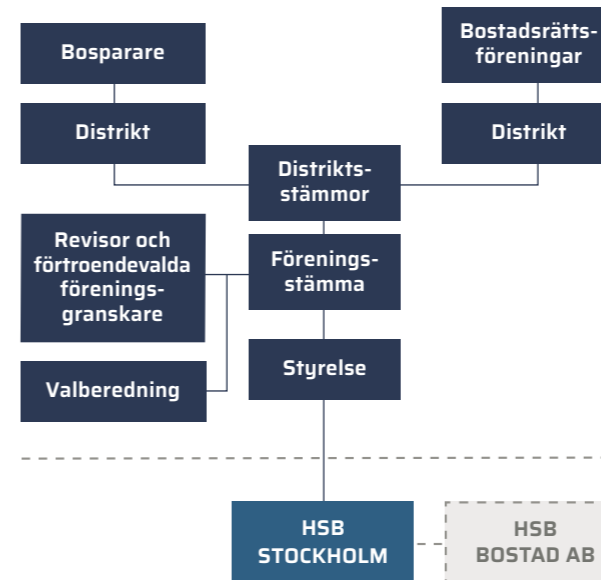 Bosparare
Bostadsrätts-
föreningar
Distrikt
Distrikt
Distrikts-
stämmor
Revisor och
förtroendevalda
förenings-
granskare
Förenings-
stämma
Valberedning
Styrelse
HSB
STOCKHOLM
HSB
BOSTAD AB